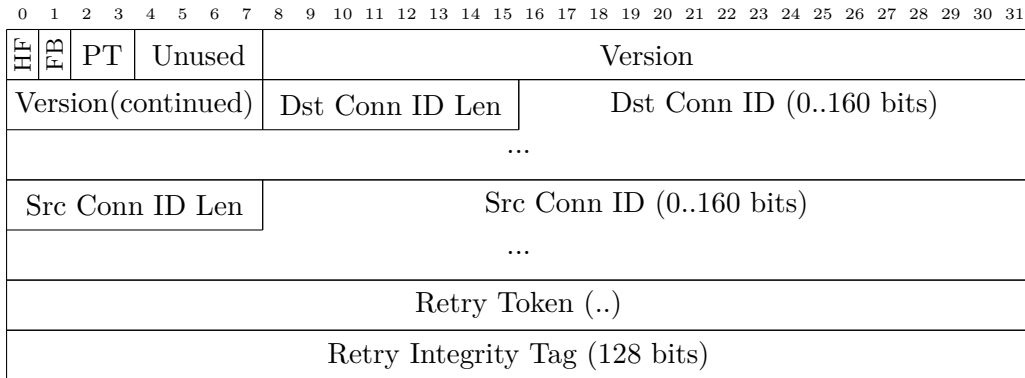 0 1 2 3 4 5 6 7 8 9 10 11 12 13 14 15 16 17 18 19 20 21 22 23 24 25 26 27 28 29 30 31
HF FB PT Unused Version
Version(continued) Dst Conn ID Len Dst Conn ID (0..160 bits)
...
Src Conn ID Len Src Conn ID (0..160 bits)
...
Retry Token (..)
Retry Integrity Tag (128 bits)